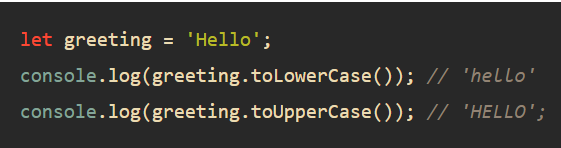 let greeting = 'Hello';
console.log(greeting.toLowerCase()); // 'hello'
console.log(greeting.toUpperCase()); // 'HELLO';